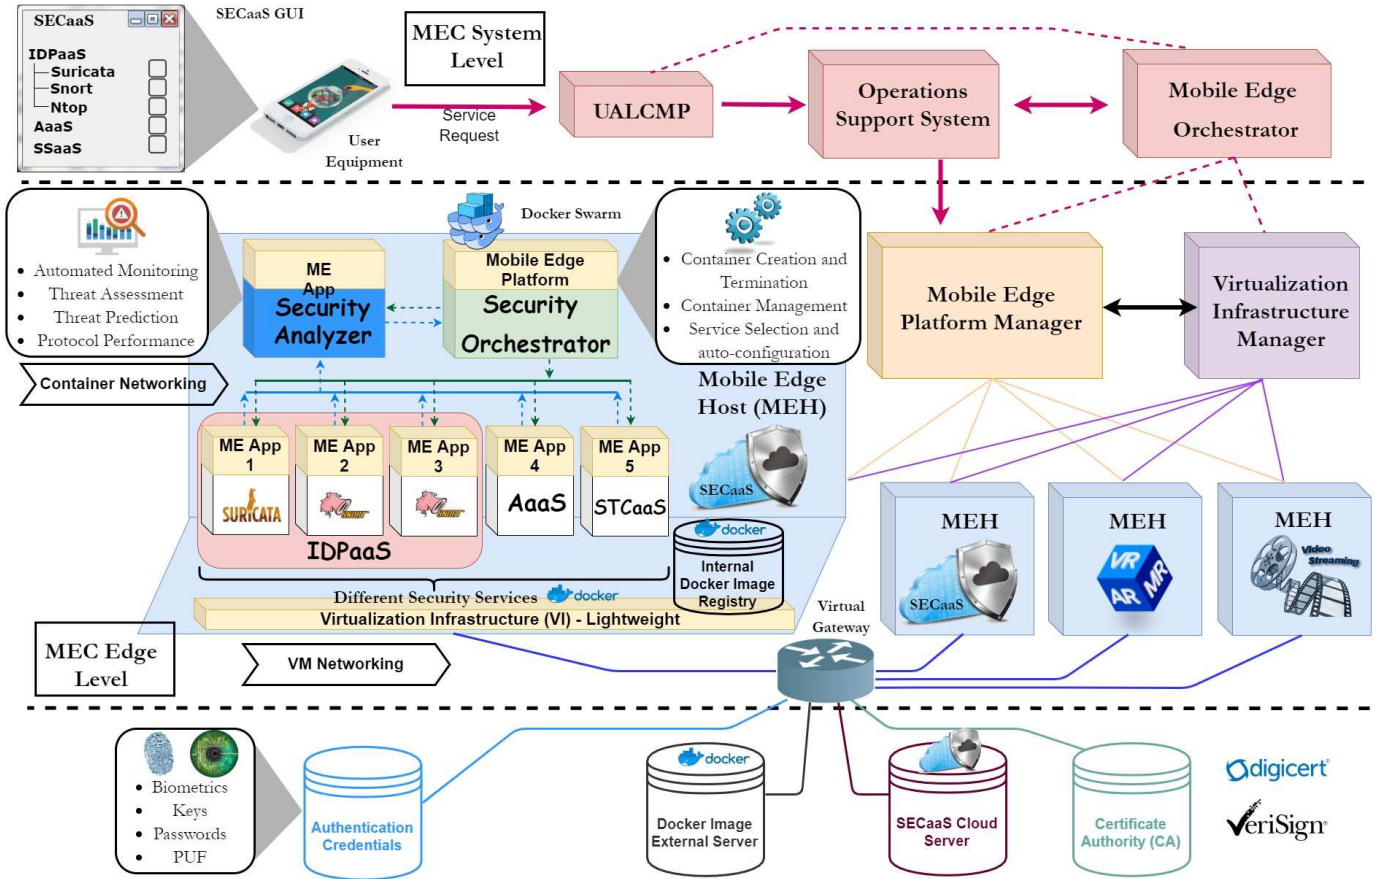 SECaaS
IDPaaS
Suricata
Snort
Ntop
AaaS
SSaaS
SECaaS GUI
User
Equipment
MEC System
Level
Service
Request
UALCMP
Operations
Support System
Mobile Edge
Orchestrator
Automated Monitoring
Threat Assessment
Threat Prediction
Protocol Performance
Docker Swarm
ME
App
Security
Analyzer
Mobile Edge
Platform
Security
Orchestrator
Container Creation and
Termination
Container Management
Service Selection and
auto-configuration
Mobile Edge
Platform Manager
Virtualization
Infrastructure
Manager
Container Networking
Mobile Edge
Host (MEH)
ME App
1
SURICATA
ME App
2
SNORT
ME App
3
SNORT
ME App
4
AaaS
ME App
5
STCaaS
IDPaaS
SECaaS
docker
Internal
Docker Image
Registry
Different Security Services
docker
Virtualization Infrastructure (VI) - Lightweight
MEH
SECaaS
MEH
VR
AR
MR
MEH
Video
Streaming
Virtual
Gateway
MEC Edge
Level
VM Networking
Biometrics
Keys
Passwords
PUF
Authentication
Credentials
docker
Docker Image
External Server
SECaaS
SECaaS Cloud
Server
Certificate
Authority (CA)
digicert
VeriSign